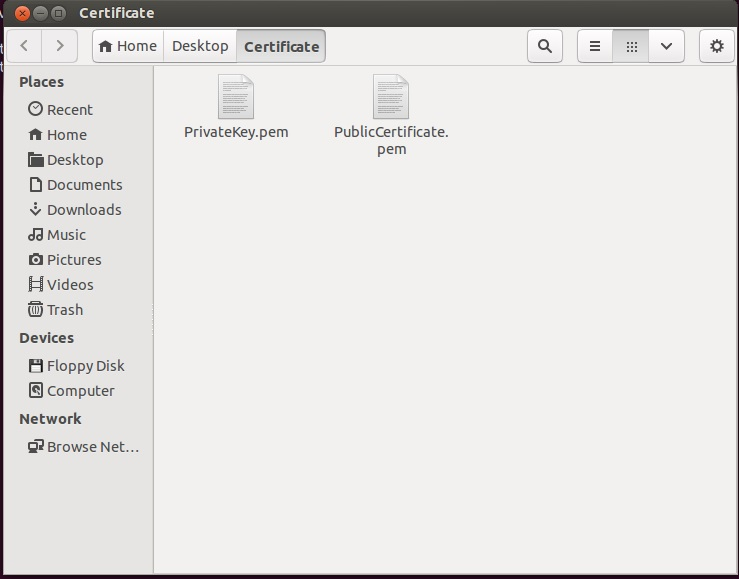 Certificate
Home Desktop Certificate
Places
Recent
Home
Desktop
Documents
Downloads
Music
Pictures
Videos
Trash
Devices
Floppy Disk
Computer
Network
Browse Net…
PrivateKey.pem
PublicCertificate.
pem